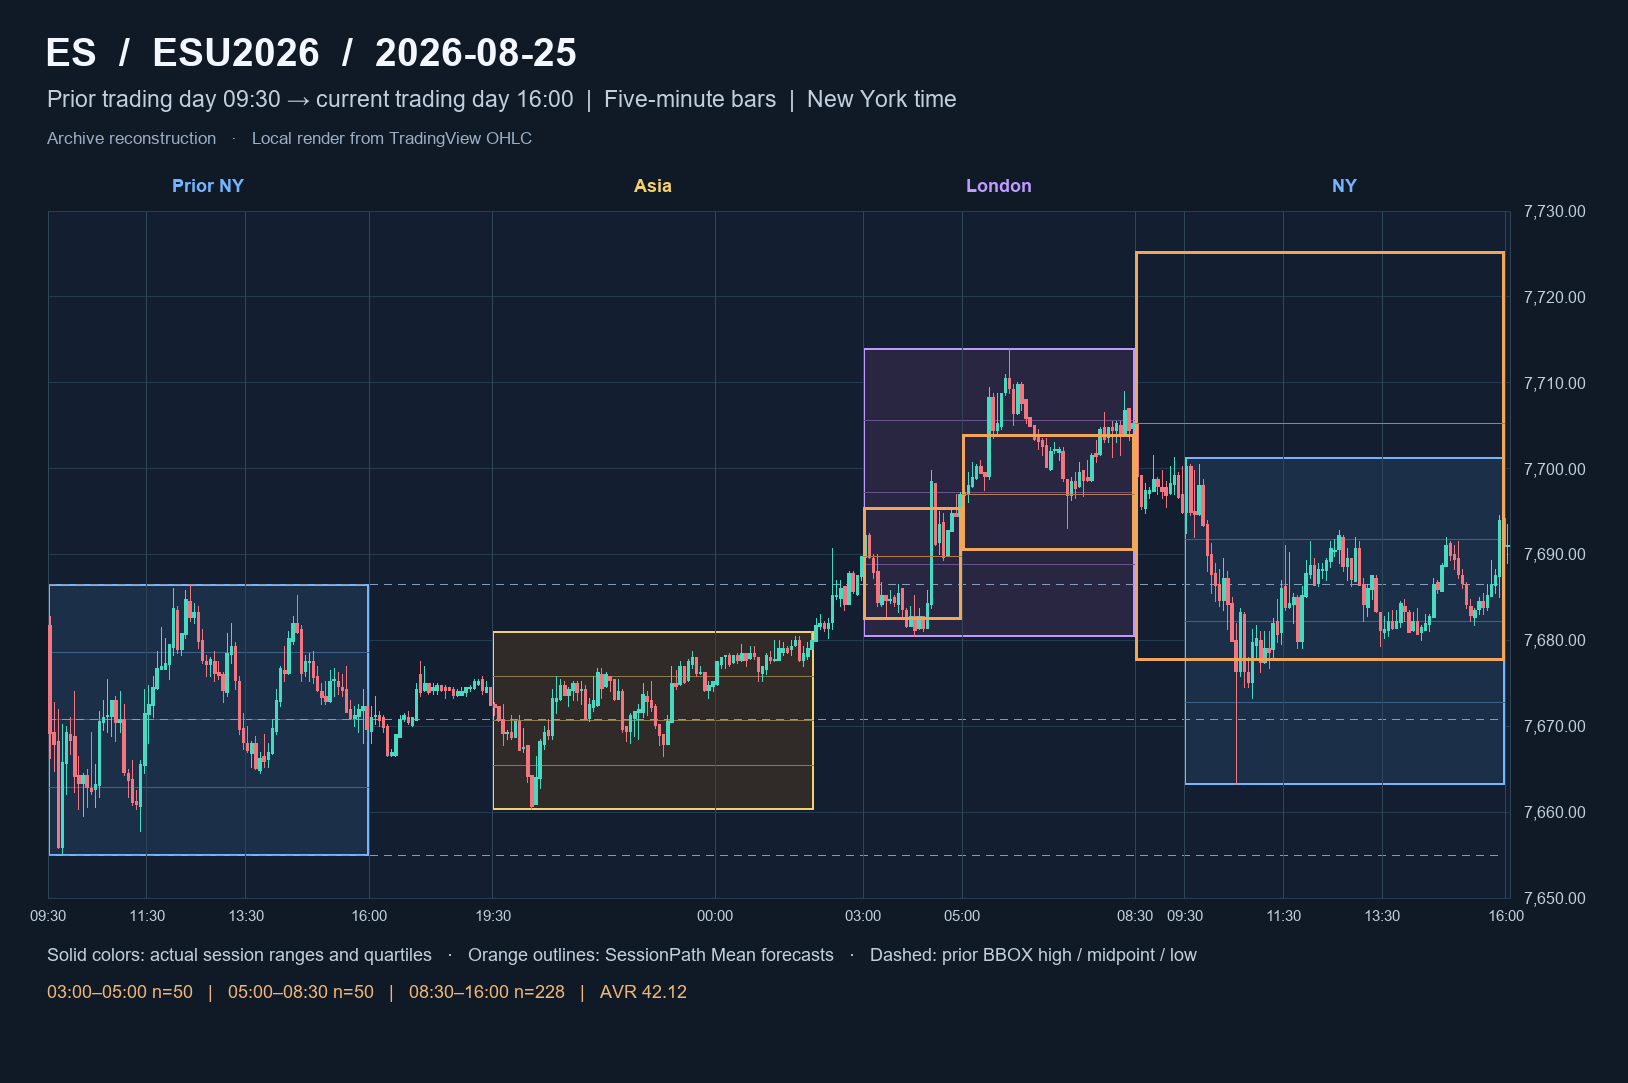 ES / ESU2026 / 2026-08-25
Prior trading day 09:30 → current trading day 16:00 | Five-minute bars | New York time
Archive reconstruction · Local render from TradingView OHLC
Prior NY Asia London NY
7,730.00
7,720.00
7,710.00
7,700.00
7,690.00
7,680.00
7,670.00
7,660.00
7,650.00
09:30 11:30 13:30 16:00 19:30 00:00 03:00 05:00 08:30 09:30 11:30 13:30 16:00
Solid colors: actual session ranges and quartiles · Orange outlines: SessionPath Mean forecasts · Dashed: prior BBOX high / midpoint / low
03:00–05:00 n=50 | 05:00–08:30 n=50 | 08:30–16:00 n=228 | AVR 42.12